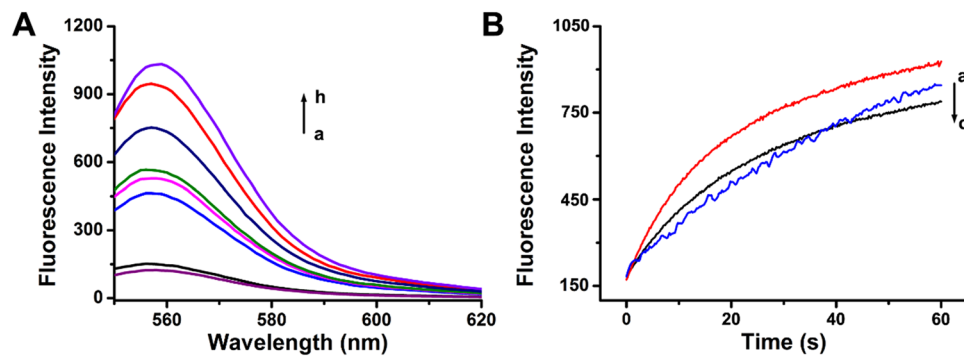 A
Fluorescence Intensity
1200
900
600
300
0
h
a
560
580
600
620
Wavelength (nm)
B
Fluorescence Intensity
1050
750
450
150
a
0
20
40
60
Time (s)